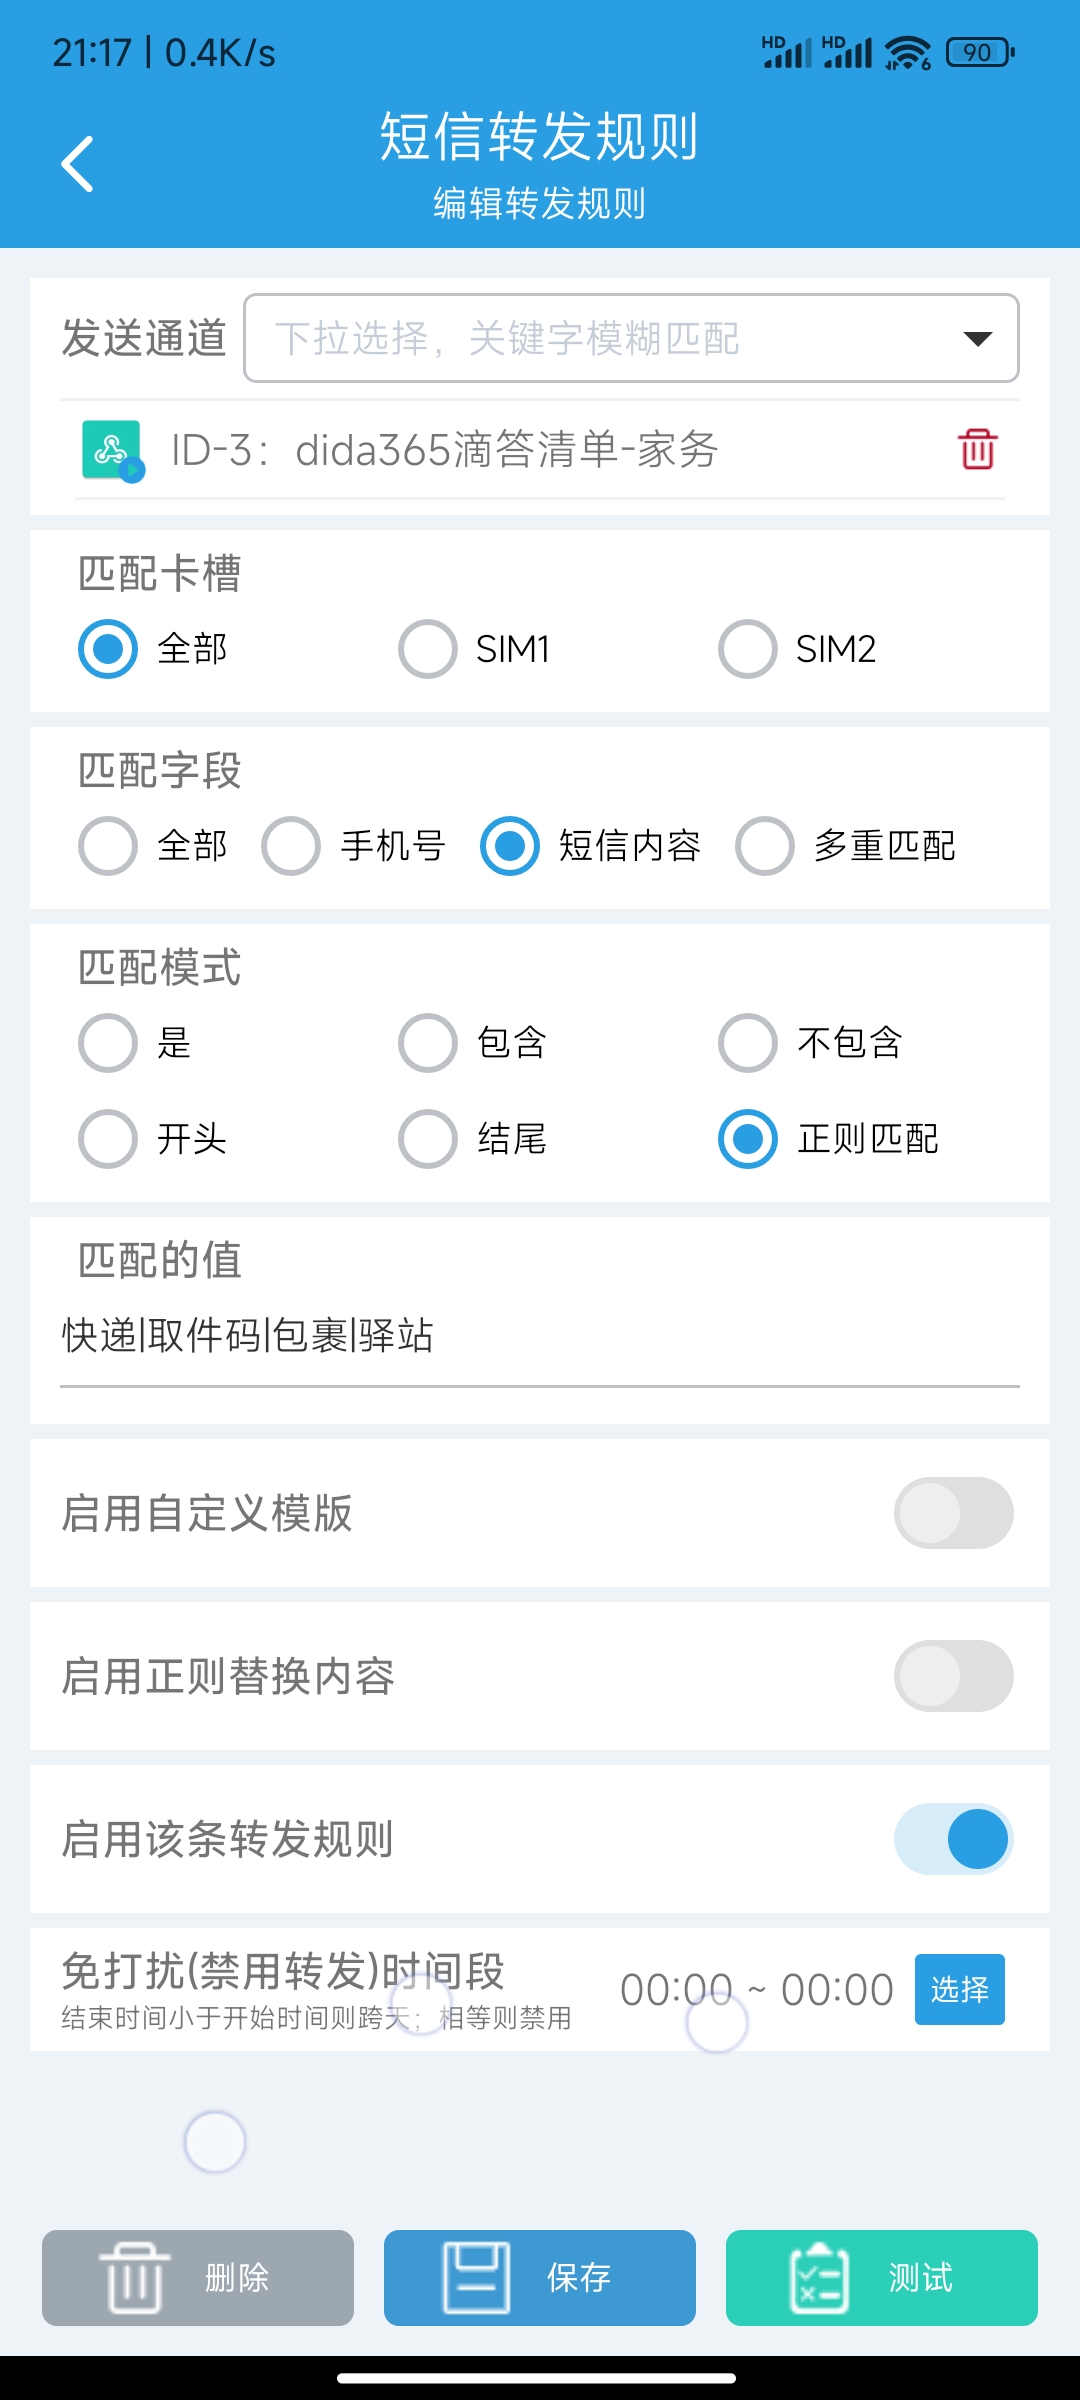 21:17 | 0.4K/s HD HD 6 90
短信转发规则
编辑转发规则
发送通道 下拉选择，关键字模糊匹配
ID-3：dida365滴答清单-家务
匹配卡槽
全部 SIM1 SIM2
匹配字段
全部 手机号 短信内容 多重匹配
匹配模式
是 包含 不包含
开头 结尾 正则匹配
匹配的值
快递|取件码|包裹|驿站
启用自定义模版
启用正则替换内容
启用该条转发规则
免打扰(禁用转发)时间段 00:00 ~ 00:00 选择
结束时间小于开始时间则跨天；相等则禁用
删除 保存 测试